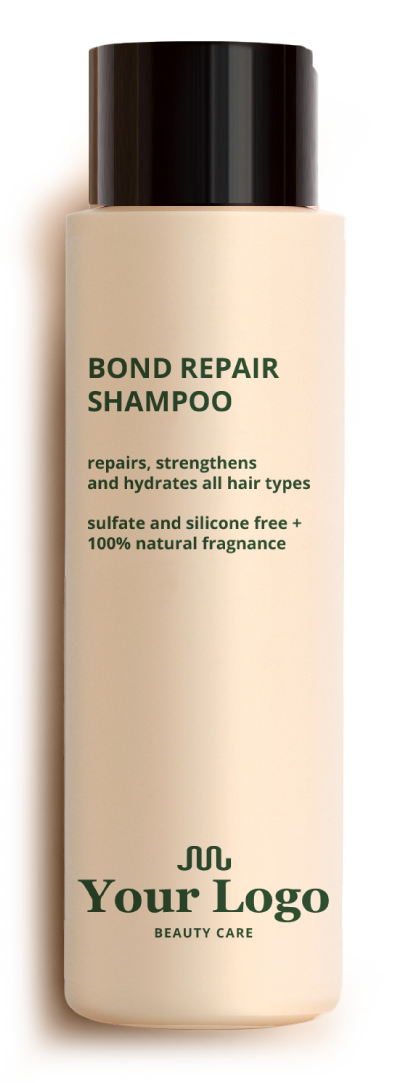 BOND REPAIR
SHAMPOO
repairs, strengthens
and hydrates all hair types
sulfate and silicone free +
100% natural fragnance
Your Logo
BEAUTY CARE